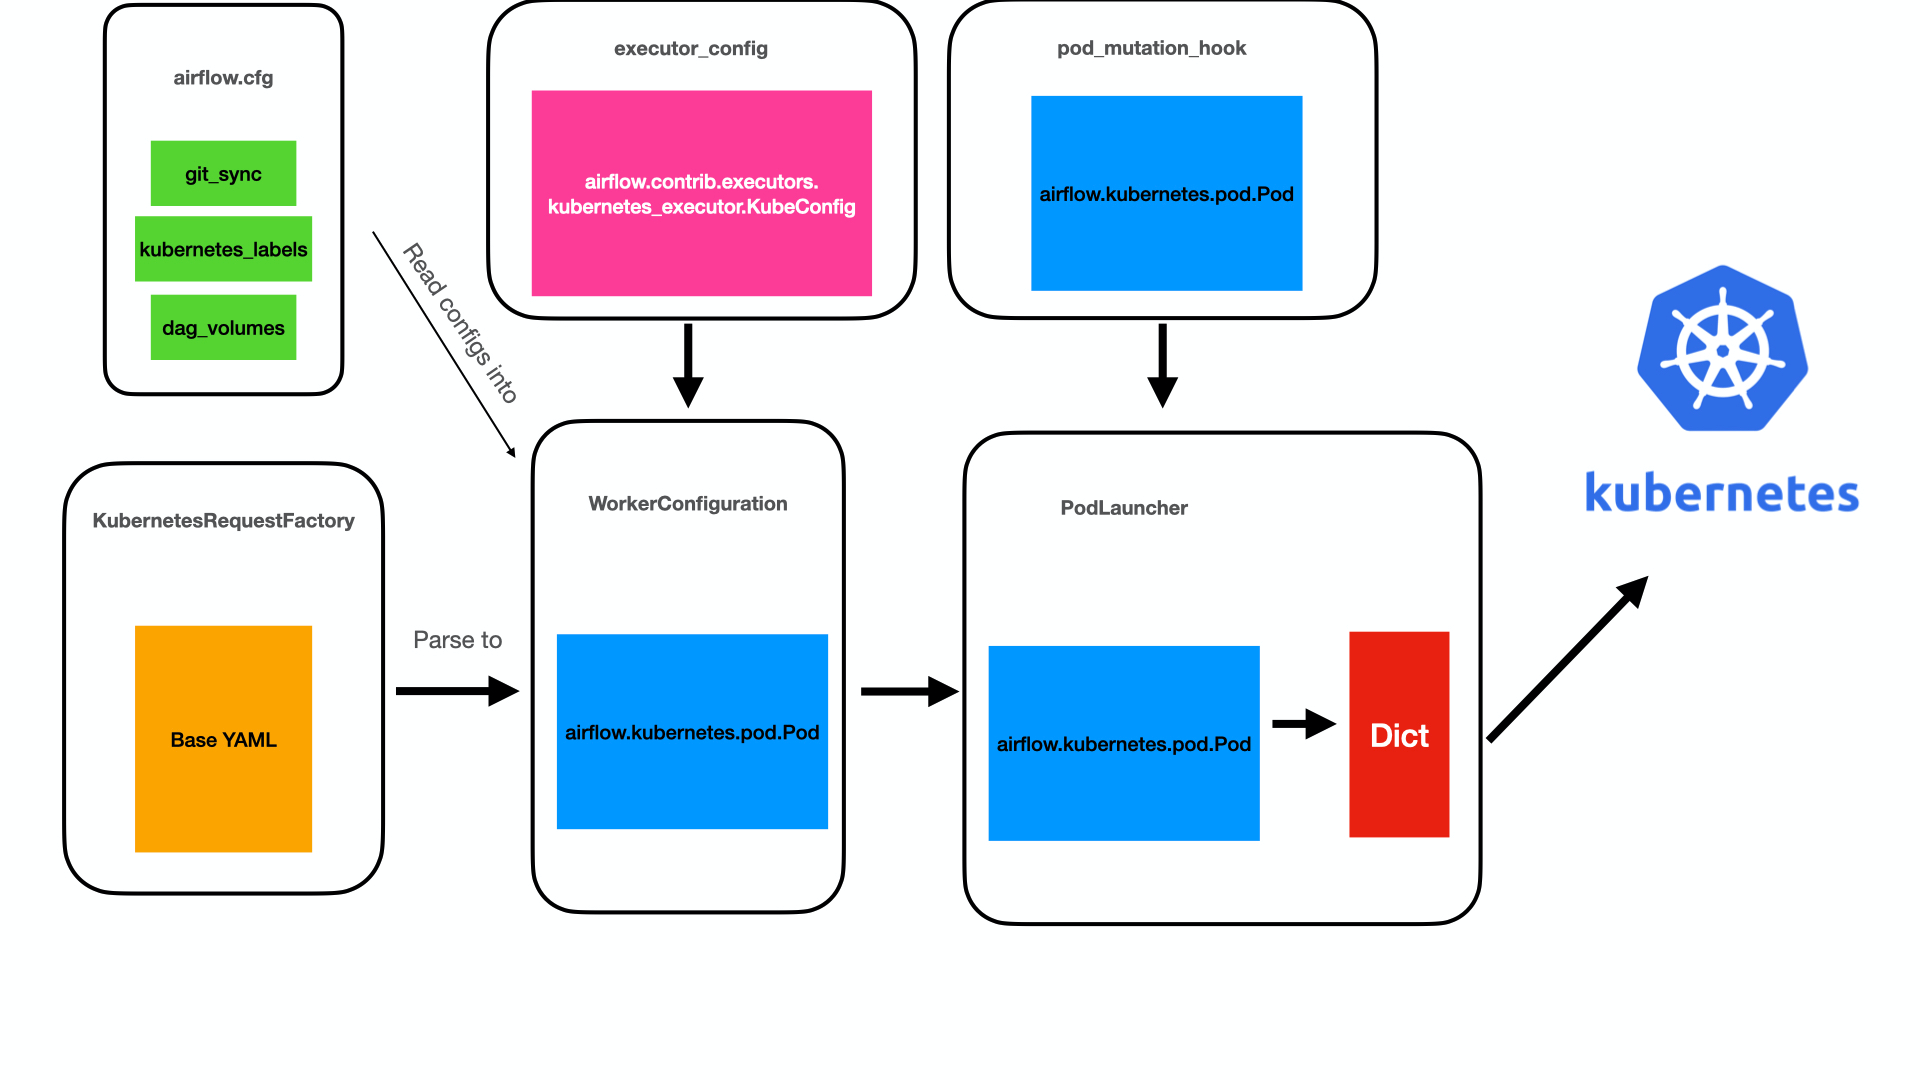 airflow.cfg
git_sync
kubernetes_labels
dag_volumes
Read configs into
executor_config
airflow.contrib.executors.
kubernetes_executor.KubeConfig
pod_mutation_hook
airflow.kubernetes.pod.Pod
KubernetesRequestFactory
Base YAML
Parse to
WorkerConfiguration
airflow.kubernetes.pod.Pod
PodLauncher
airflow.kubernetes.pod.Pod
Dict
kubernetes